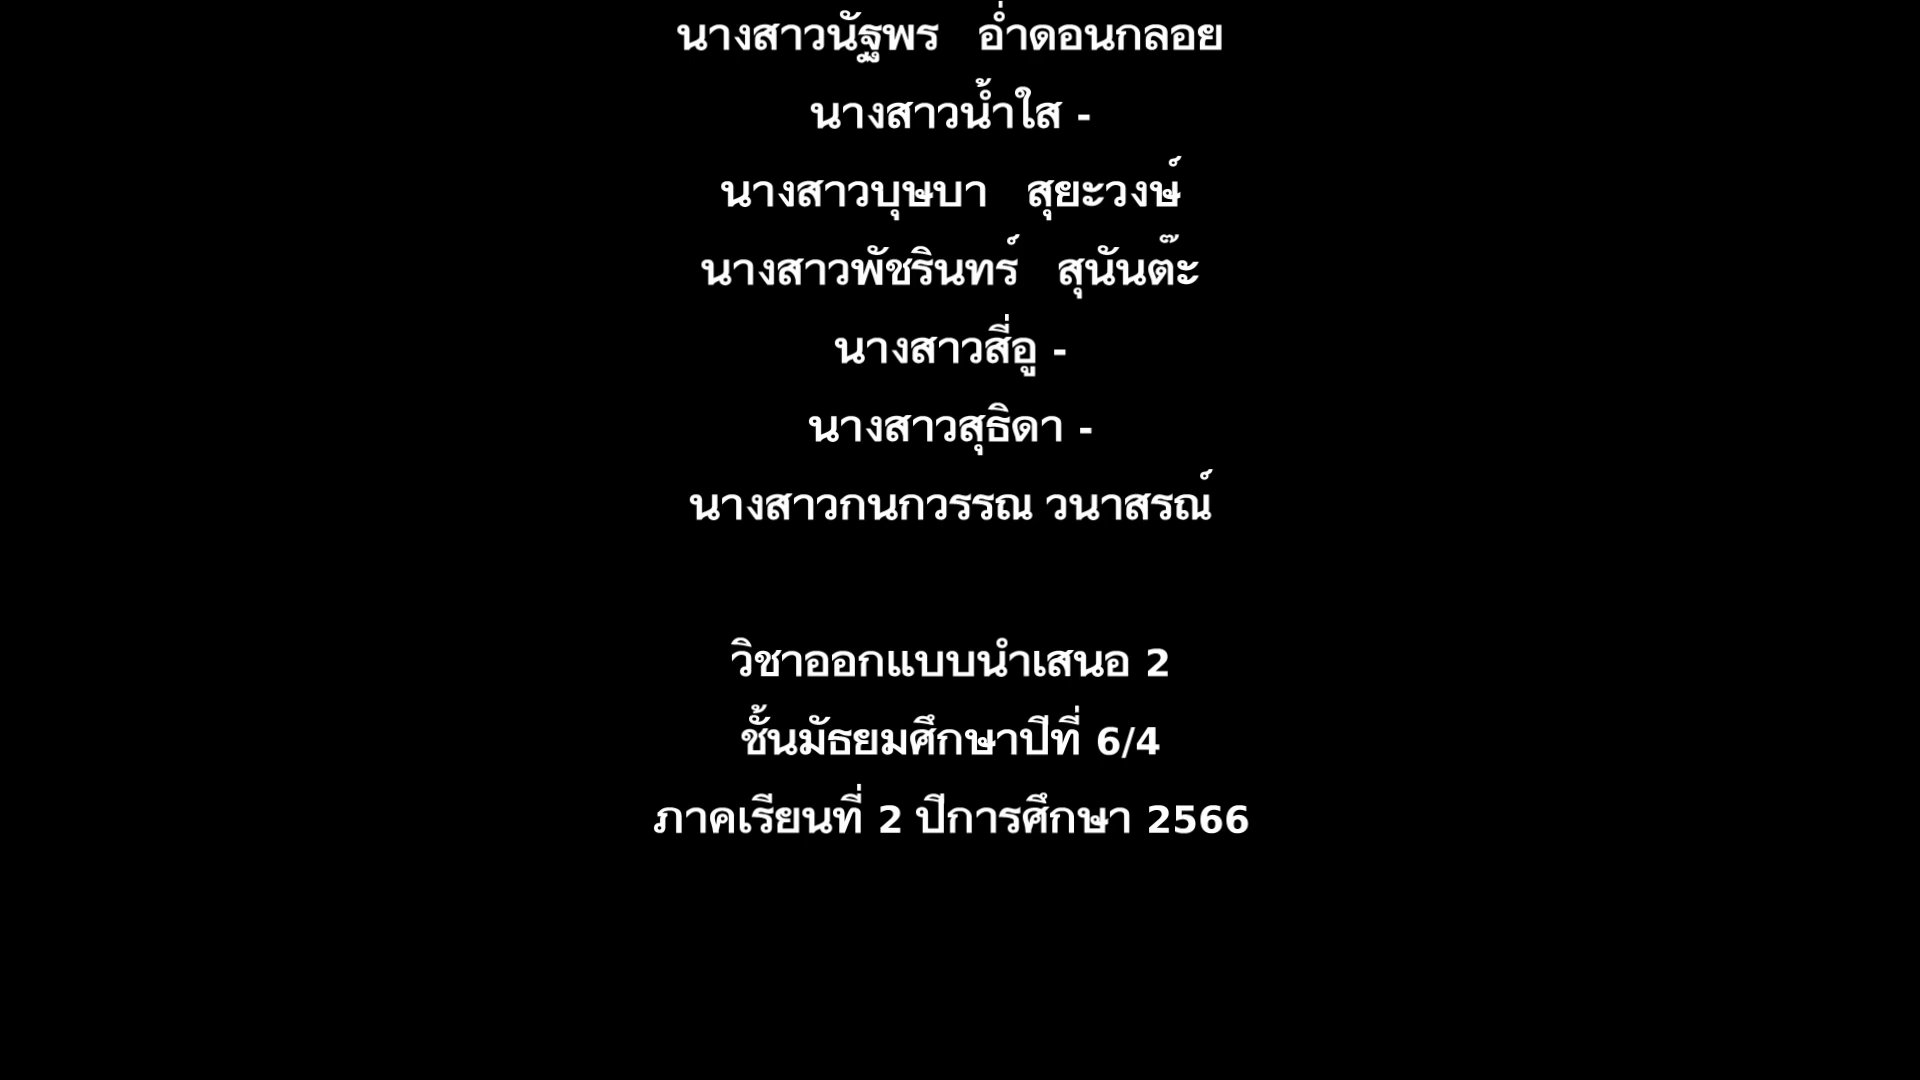 นางสาวนัฐพร อ่ำดอนกลอย
นางสาวน้ำใส -
นางสาวบุษบา สุยะวงษ์
นางสาวพัชรินทร์ สุนันต๊ะ
นางสาวสี่อู -
นางสาวสุธิดา -
นางสาวกนกวรรณ วนาสรณ์
วิชาออกแบบนำเสนอ 2
ชั้นมัธยมศึกษาปีที่ 6/4
ภาคเรียนที่ 2 ปีการศึกษา 2566